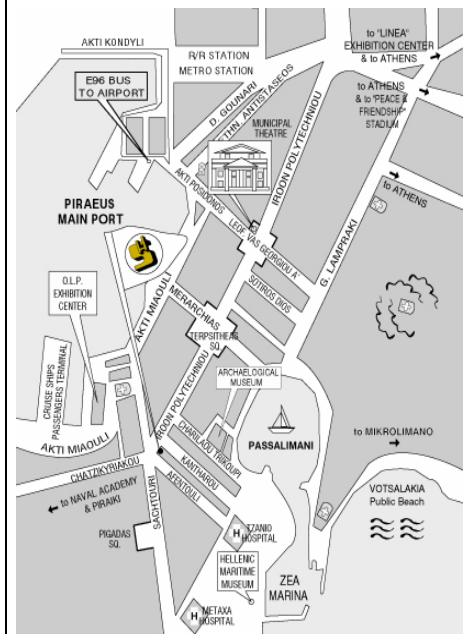 AKTI KONDYLI
R/R STATION
METRO STATION
to "LINEA"
EXHIBITION CENTER
& to ATHENS
E96 BUS
TO AIRPORT
D. GOUNARI
ETHN. ANTISTASEOS
to ATHENS
& to "PEACE &
FRIENDSHIP"
STADIUM
MUNICIPAL
THEATRE
IROON POLYTECHNIOU
AKTI POSIDONOS
to ATHENS
PIRAEUS
MAIN PORT
LEOF. VAS GEORGIOU A'
G. LAMPRAKI
SOTIROS DIOS
AKTI MIAOULI
MERARCHIAS
O.L.P.
EXHIBITION
CENTER
TERPSITHEAS
SQ.
ARCHAELOGICAL
MUSEUM
CRUISE SHIPS
PASSENGERS TERMINAL
IROON POLYTECHNIOU
CHARILAOU TRIKOUPI
PASSALIMANI
to MIKROLIMANO
AKTI MIAOULI
CHATZIKYRIAKOU
KANTHAROU
AFENTOULI
to NAVAL ACADEMY
& PIRAIKI
SACHTOURI
VOTSALAKIA
Public Beach
PIGADAS
SQ.
H
TZANIO
HOSPITAL
HELLENIC
MARITIME
MUSEUM
ZEA
MARINA
H
METAXA
HOSPITAL